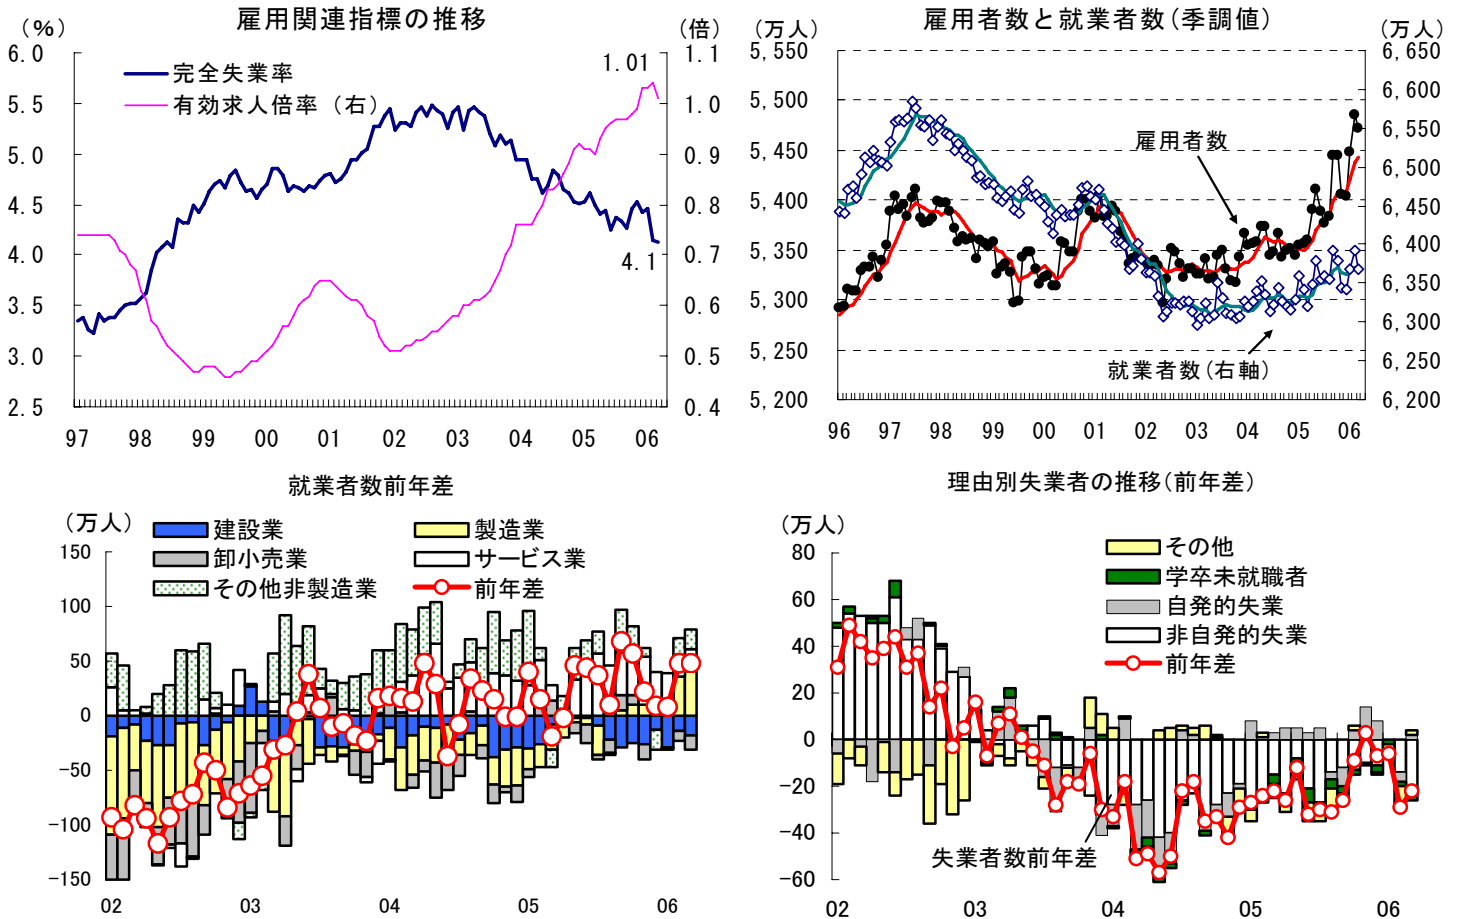 雇用関連指標の推移
(%)
(倍)
6.0
5.5
5.0
4.5
4.0
3.5
3.0
2.5
完全失業率
有効求人倍率（右）
1.01
4.1
1.1
1.0
0.9
0.8
0.7
0.6
0.5
0.4
97 98 99 00 01 02 03 04 05 06
雇用者数と就業者数(季調値)
(万人)
(万人)
5,550
5,500
5,450
5,400
5,350
5,300
5,250
5,200
雇用者数
就業者数(右軸)
6,650
6,600
6,550
6,500
6,450
6,400
6,350
6,300
6,250
6,200
96 97 98 99 00 01 02 03 04 05 06
就業者数前年差
(万人)
建設業
製造業
卸小売業
サービス業
その他非製造業
前年差
150
100
50
0
-50
-100
-150
02 03 04 05 06
理由別失業者の推移(前年差)
(万人)
その他
学卒未就職者
自発的失業
非自発的失業
前年差
80
60
40
20
0
-20
-40
-60
失業者数前年差
02 03 04 05 06